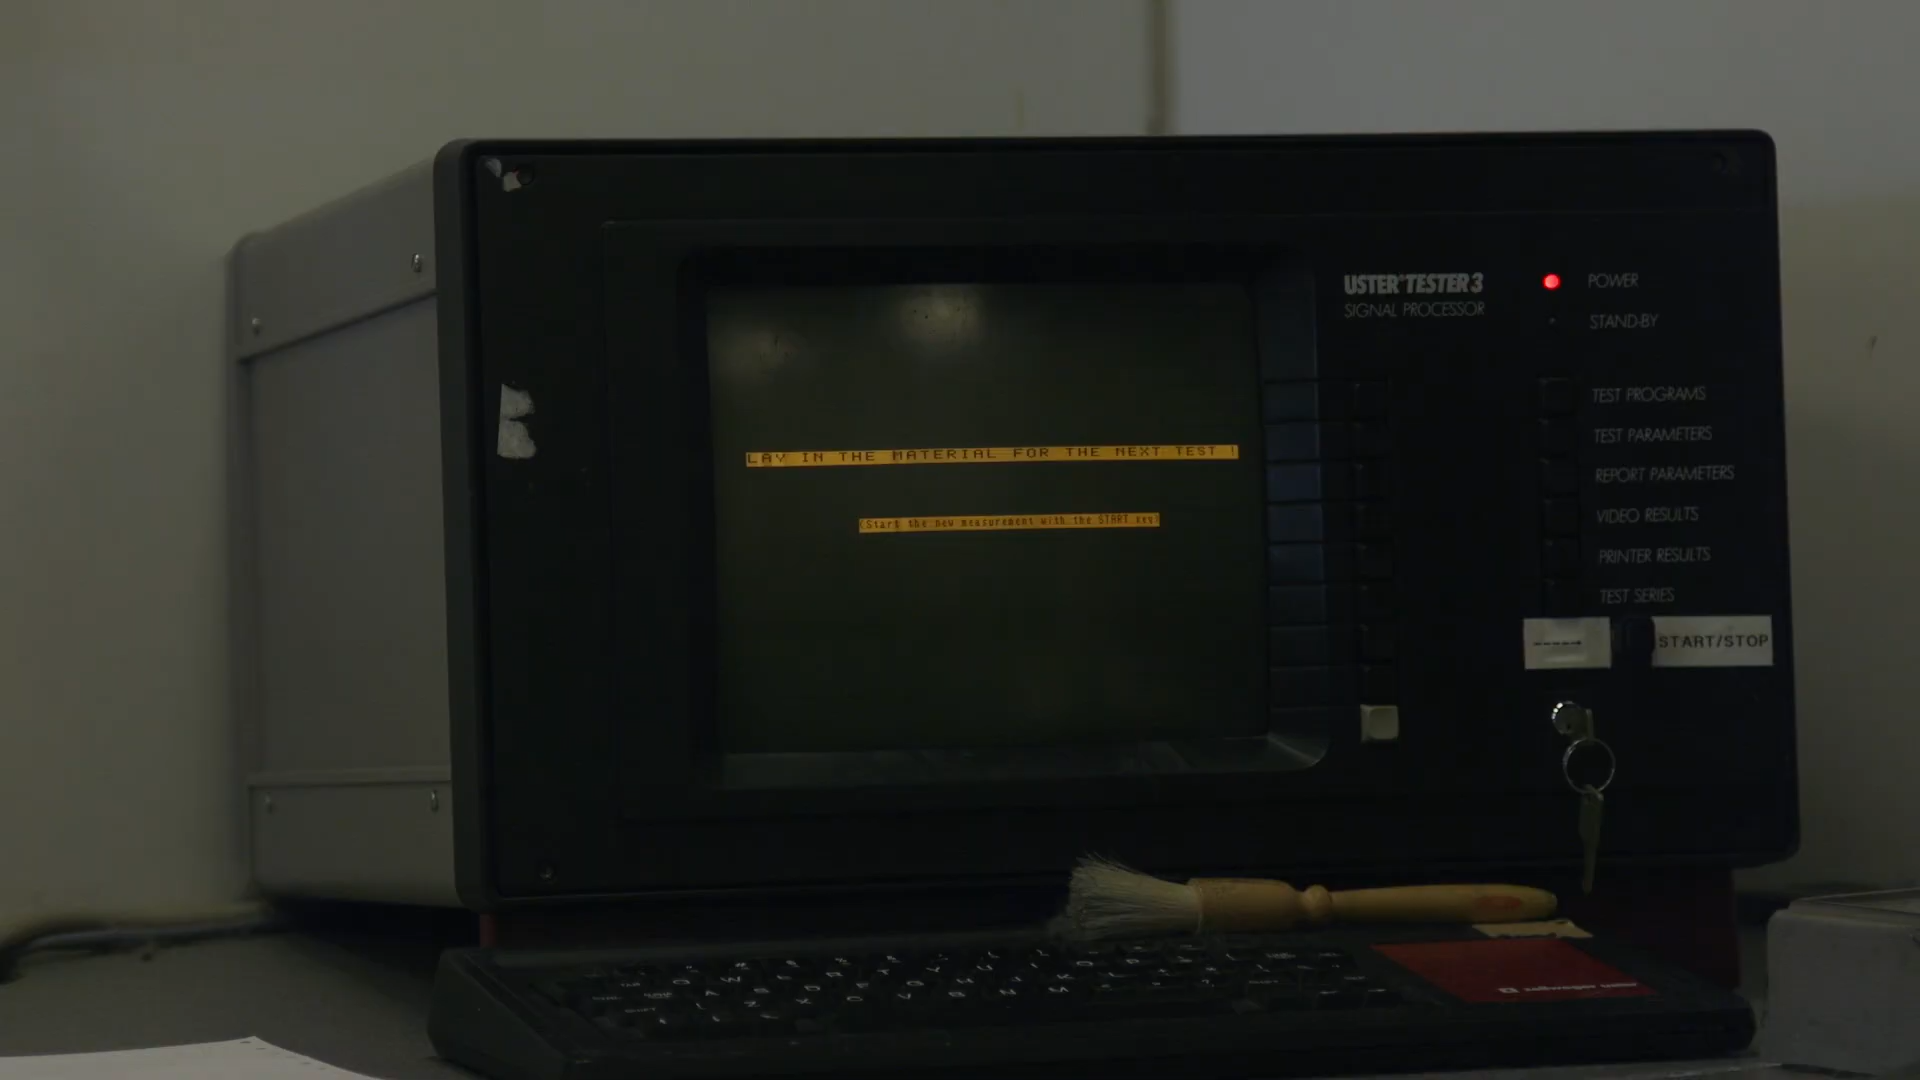 USTER® TESTER 3
SIGNAL PROCESSOR
POWER
STAND-BY
LAY IN THE MATERIAL FOR THE NEXT TEST !
(Start the new measurement with the START key)
TEST PROGRAMS
TEST PARAMETERS
REPORT PARAMETERS
VIDEO RESULTS
PRINTER RESULTS
TEST SERIES
START/STOP
Q W E R T Y U I O P
A S D F G H J K L
Z X C V B N M
zellweger uster